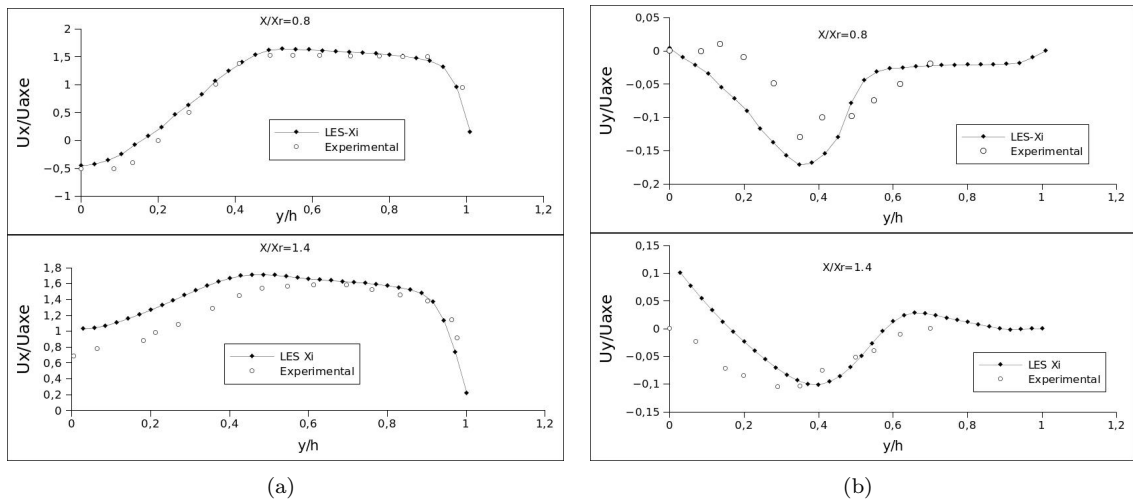 X/Xr=0.8
Ux/Uaxe
2
1,5
1
0,5
0
−0,5
−1
0
0,2
0,4
0,6
0,8
1
1,2
y/h
LES-Xi
Experimental
X/Xr=1.4
Ux/Uaxe
1,8
1,6
1,4
1,2
1
0,8
0,6
0,4
0,2
0
0
0,2
0,4
0,6
0,8
1
1,2
y/h
LES Xi
Experimental
(a)
X/Xr=0.8
Uy/Uaxe
0,05
0
−0,05
−0,1
−0,15
−0,2
0
0,2
0,4
0,6
0,8
1
1,2
y/h
LES-Xi
Experimental
X/Xr=1.4
Uy/Uaxe
0,15
0,1
0,05
0
−0,05
−0,1
−0,15
0
0,2
0,4
0,6
0,8
1
1,2
y/h
LES Xi
Experimental
(b)